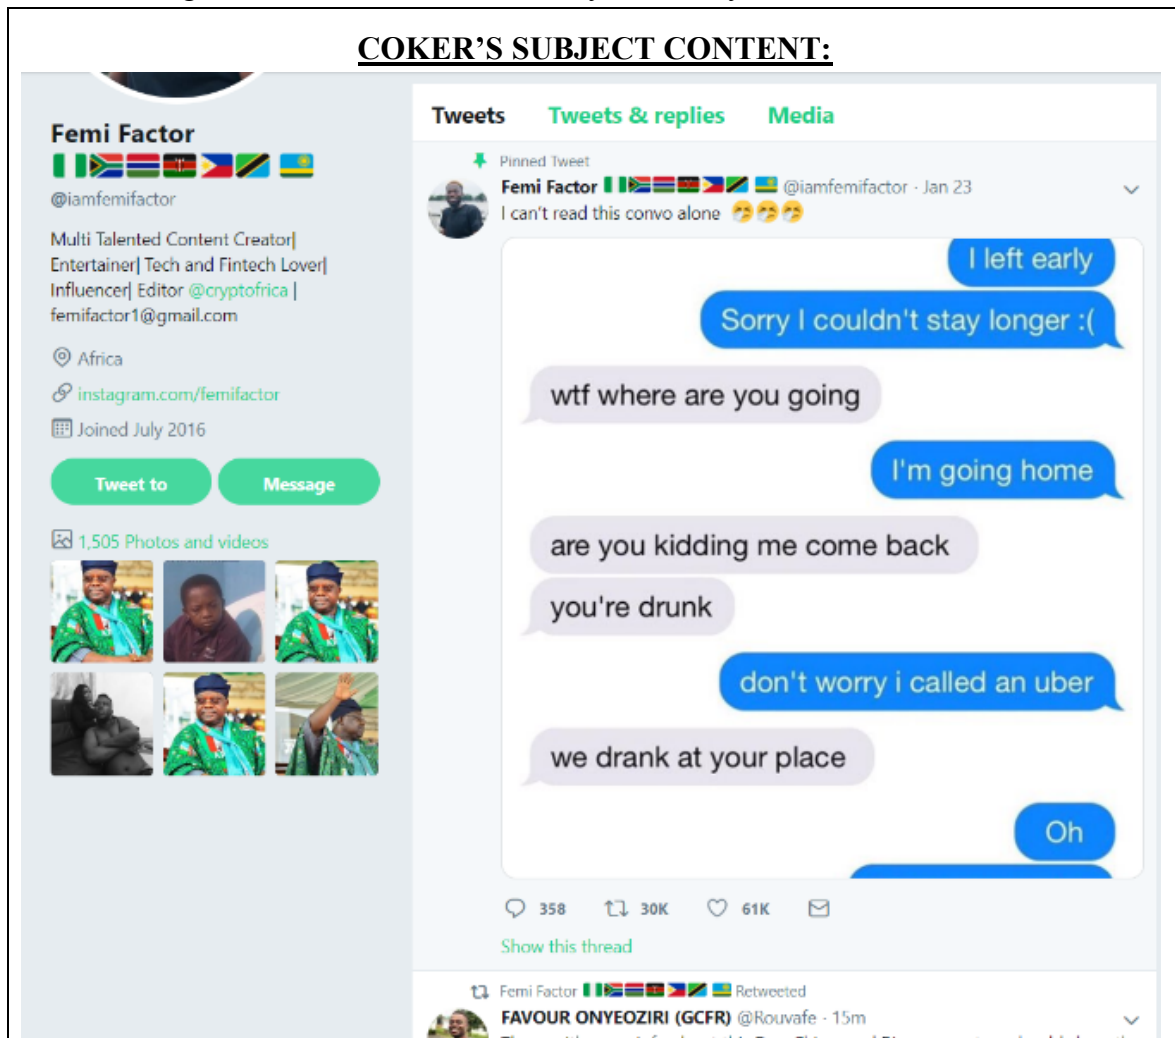 COKER'S SUBJECT CONTENT:
Femi Factor
@iamfemifactor
Multi Talented Content Creator|
Entertainer| Tech and Fintech Lover|
Influencer| Editor @cryptofrica |
femifactor1@gmail.com
Africa
instagram.com/femifactor
Joined July 2016
Tweet to Message
1,505 Photos and videos
Tweets Tweets & replies Media
Pinned Tweet
Femi Factor @iamfemifactor · Jan 23
I can't read this convo alone
I left early
Sorry I couldn't stay longer :(
wtf where are you going
I'm going home
are you kidding me come back
you're drunk
don't worry i called an uber
we drank at your place
Oh
358 30K 61K
Show this thread
Femi Factor Retweeted
FAVOUR ONYEOZIRI (GCFR) @Rouvafe · 15m